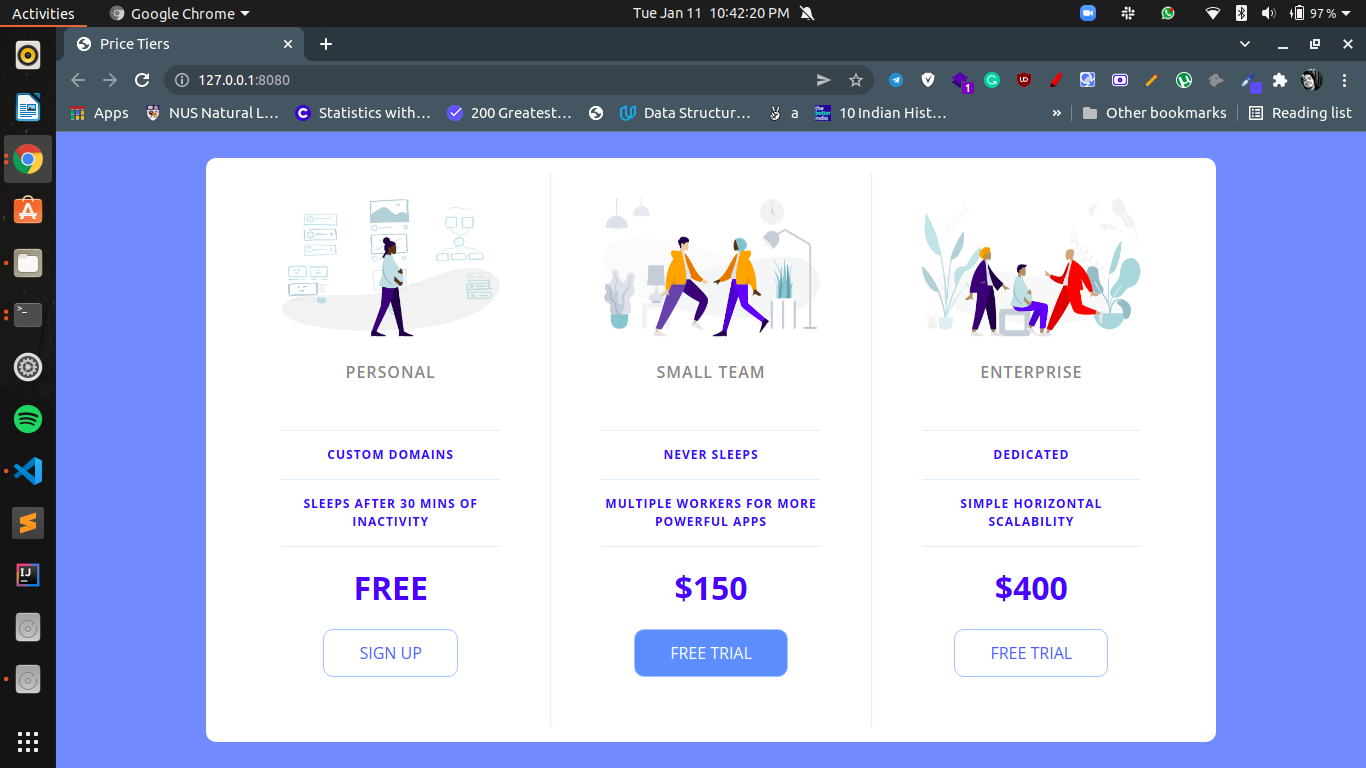 Activities
Google Chrome
Tue Jan 11 10:42:20 PM
97 %
Price Tiers
127.0.0.1:8080
1
Apps
NUS Natural L...
Statistics with...
200 Greatest...
Data Structur...
a
10 Indian Hist...
»
Other bookmarks
Reading list
PERSONAL
CUSTOM DOMAINS
SLEEPS AFTER 30 MINS OF
INACTIVITY
FREE
SIGN UP
SMALL TEAM
NEVER SLEEPS
MULTIPLE WORKERS FOR MORE
POWERFUL APPS
$150
FREE TRIAL
ENTERPRISE
DEDICATED
SIMPLE HORIZONTAL
SCALABILITY
$400
FREE TRIAL